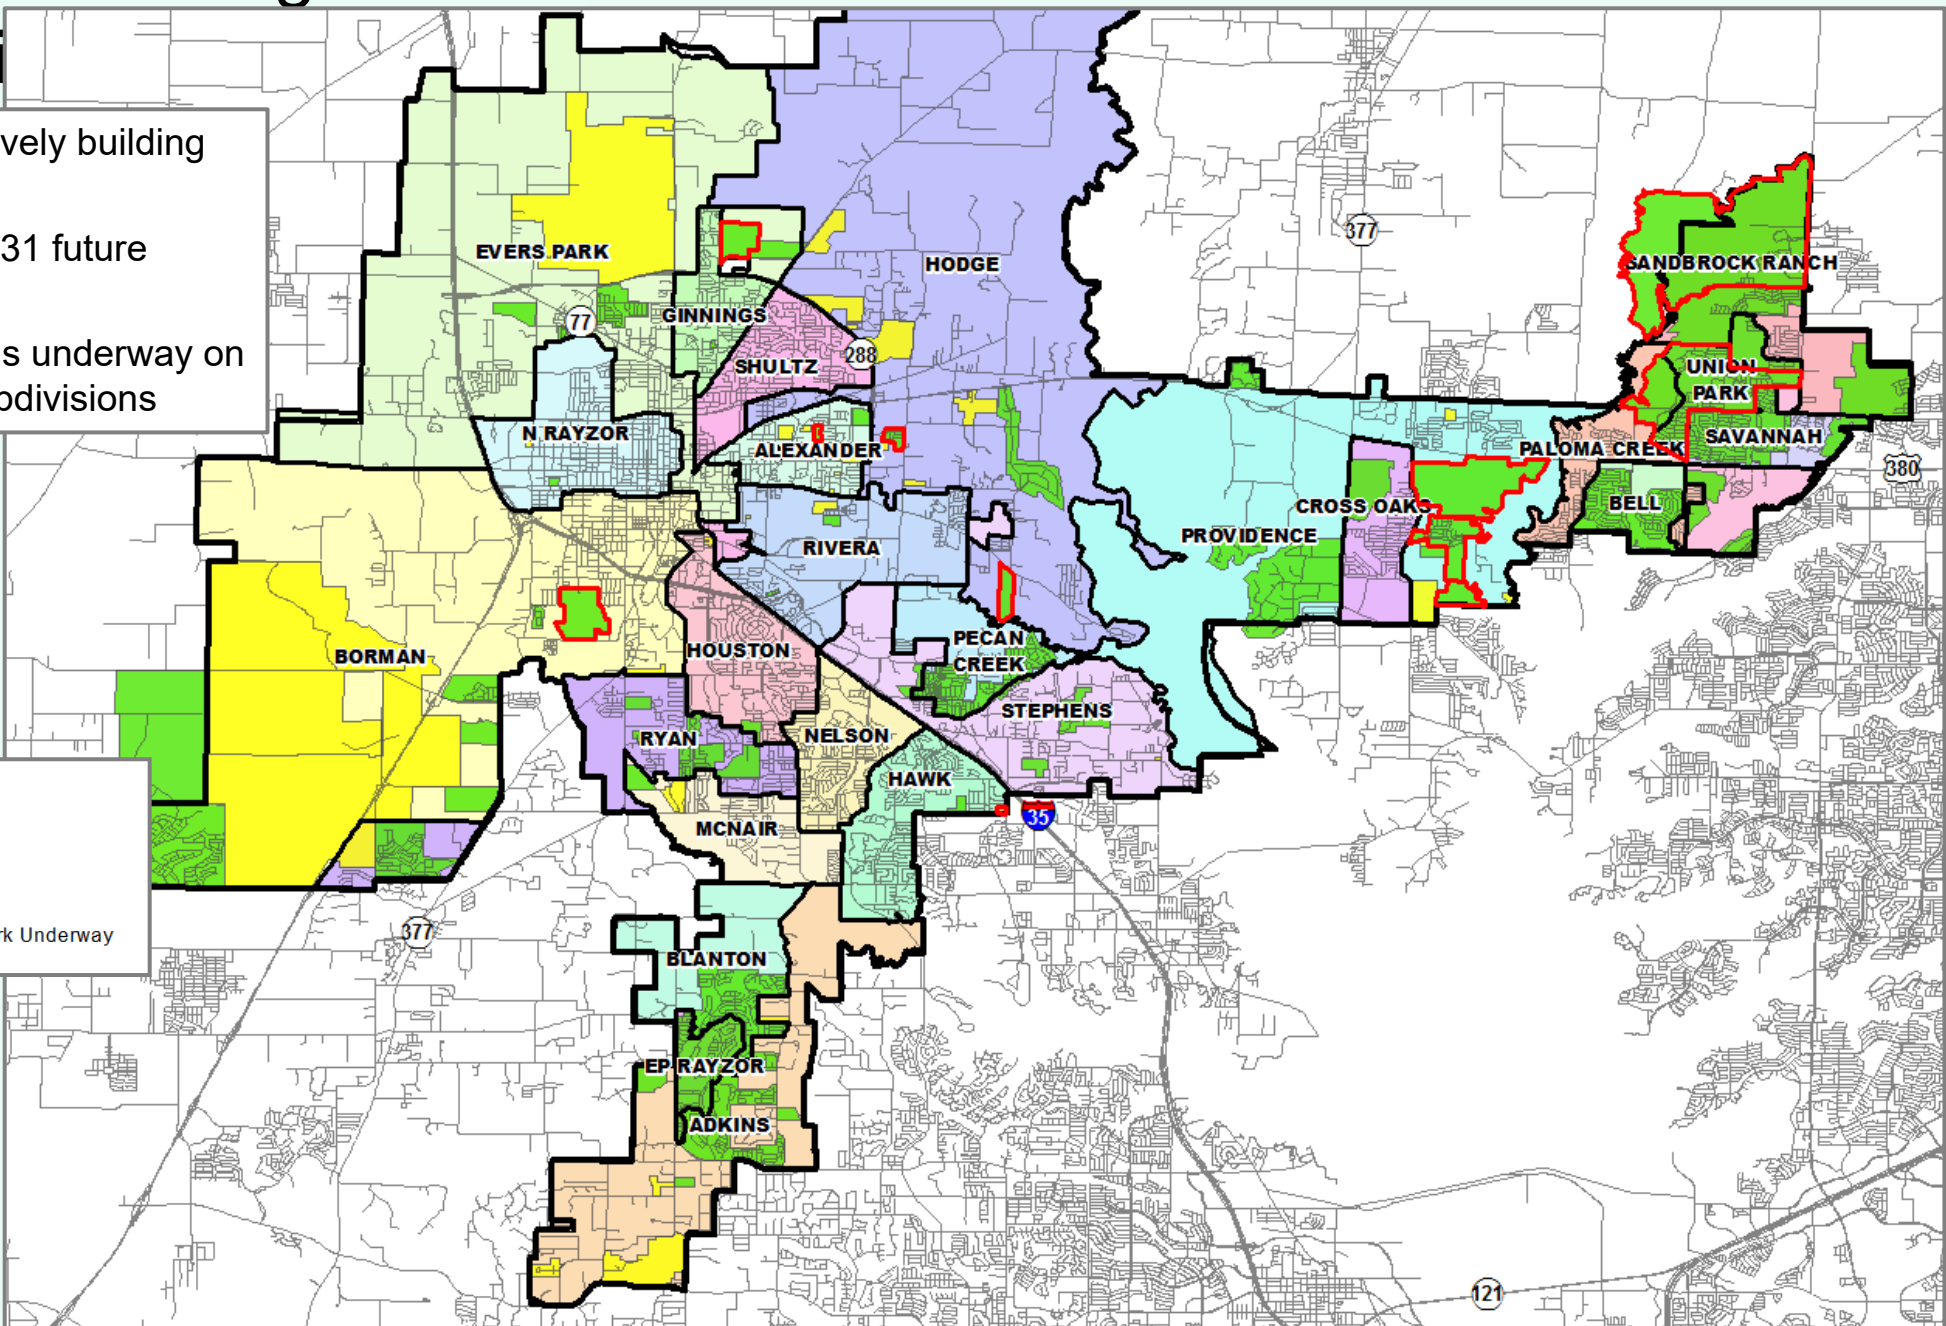 vely building
31 future
s underway on
odivisions
rk Underway
EVERS PARK
HODGE
GINNINGS
SHULTZ
N RAYZOR
ALEXANDER
RIVERA
BORMAN
HOUSTON
PECAN
CREEK
STEPHENS
RYAN
NELSON
HAWK
MCNAIR
BLANTON
EP RAYZOR
ADKINS
PROVIDENCE
CROSS OAKS
PALOMA CREEK
SANDBROCK RANCH
UNION
PARK
SAVANNAH
BELL
77
288
377
380
35
377
121